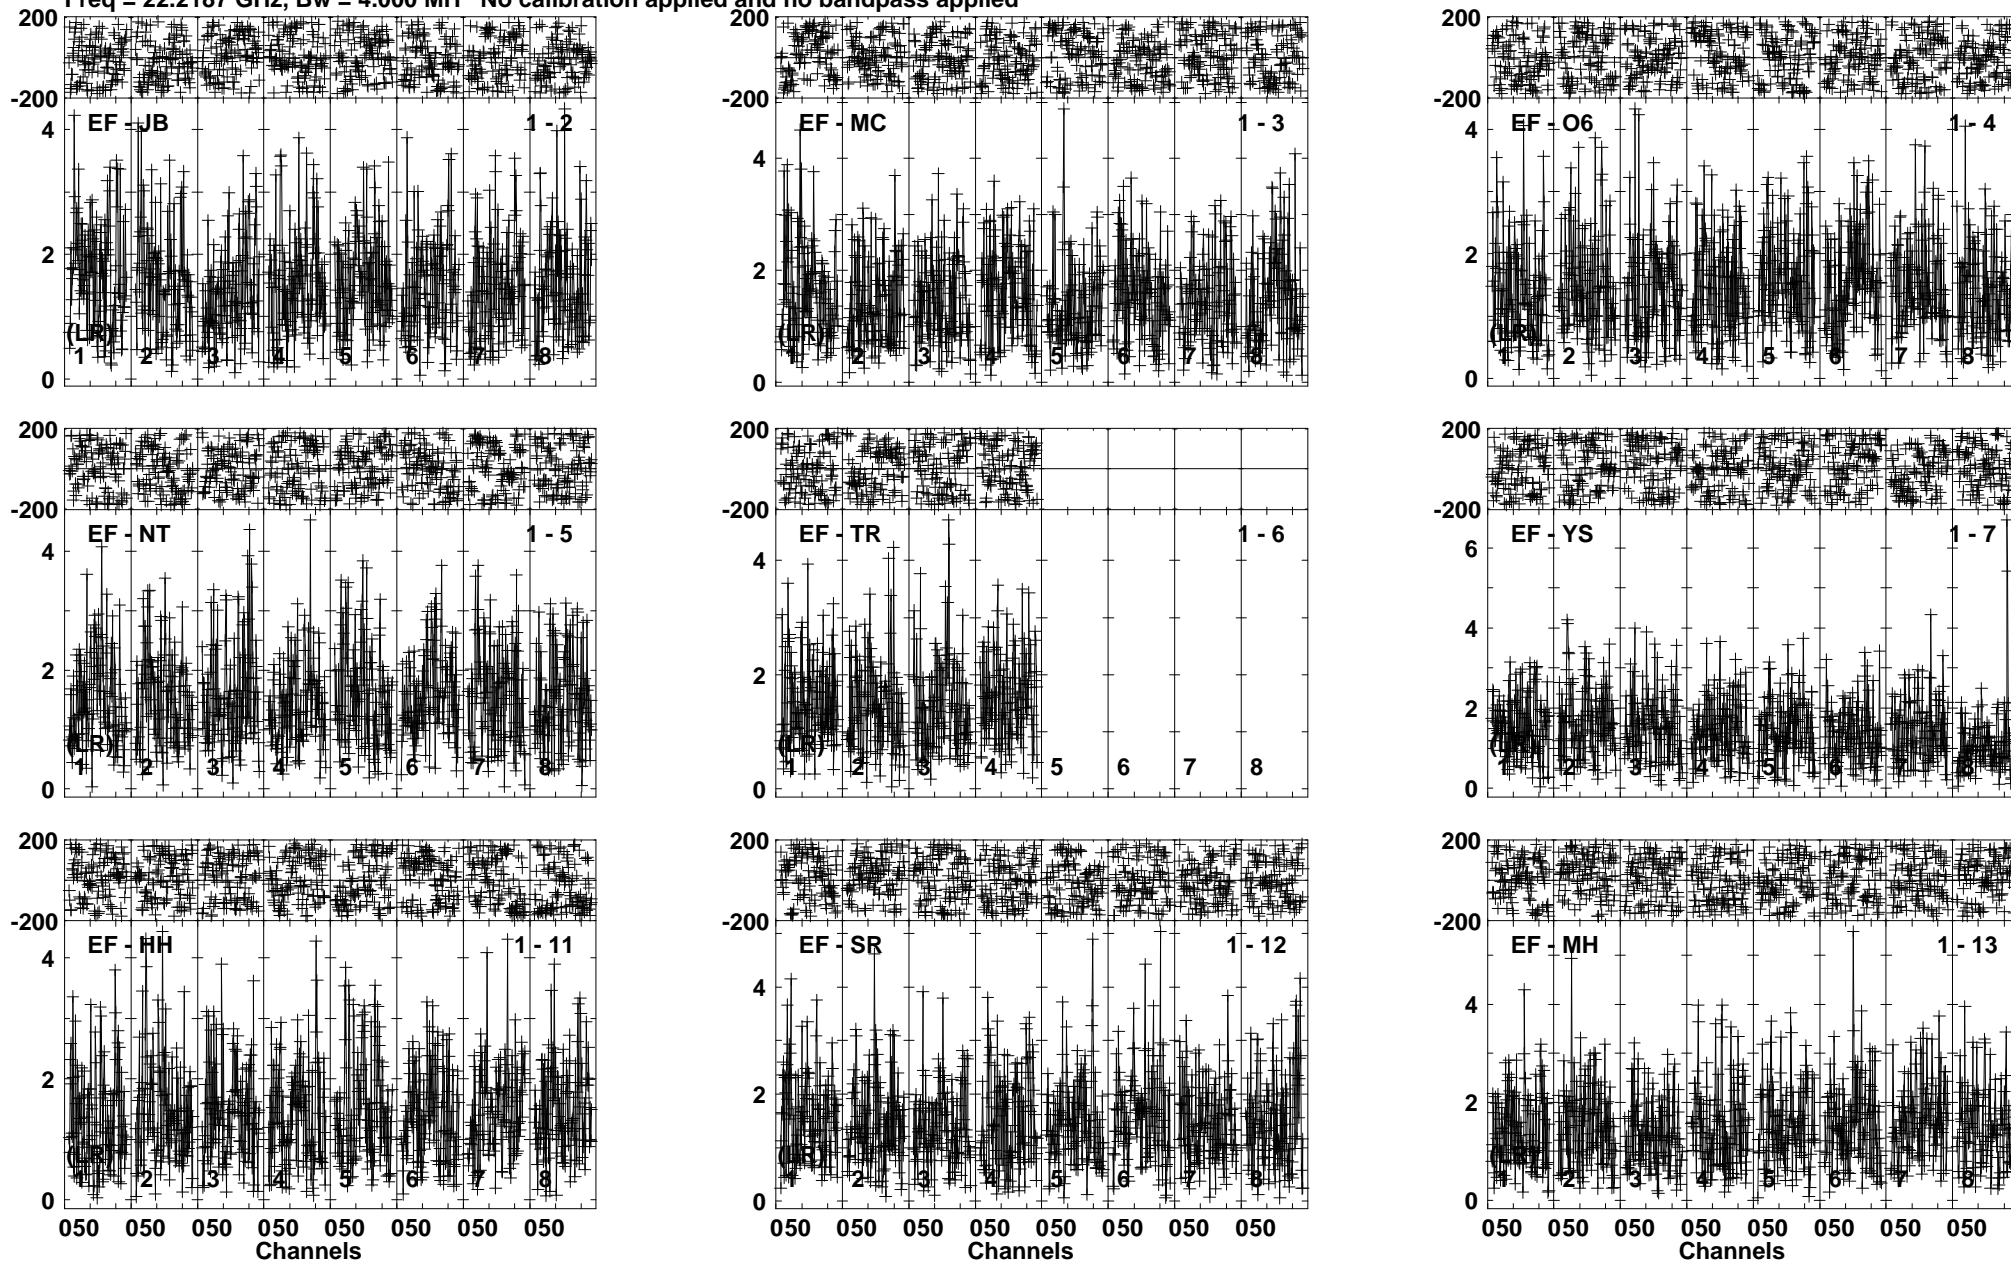 Freq = 22.2187 GHz, Bw = 4.000 MH No calibration applied and no bandpass applied
200 200 200
-200 -200 -200
EF - JB 1 - 2 EF - MC 1 - 3 EF - O6 1 - 4
4 4 4
2 2 2
(LR) (LR) (LR)
1 2 3 4 5 6 7 8 1 2 3 4 5 6 7 8 1 2 3 4 5 6 7 8
0 0 0
200 200 200
-200 -200 -200
EF - NT 1 - 5 EF - TR 1 - 6 EF - YS 1 - 7
4 4 6
4
2 2 2
(LR) (LR) (LR)
1 2 3 4 5 6 7 8 1 2 3 4 5 6 7 8 1 2 3 4 5 6 7 8
0 0 0
200 200 200
-200 -200 -200
EF - HH 1 - 11 EF - SR 1 - 12 EF - MH 1 - 13
4 4 4
2 2 2
(LR) (LR) (LR)
1 2 3 4 5 6 7 8 1 2 3 4 5 6 7 8 1 2 3 4 5 6 7 8
0 0 0
050 050 050 050 050 050 050 050 050 050 050 050 050 050 050 050 050 050 050 050 050 050 050 050
Channels Channels Channels